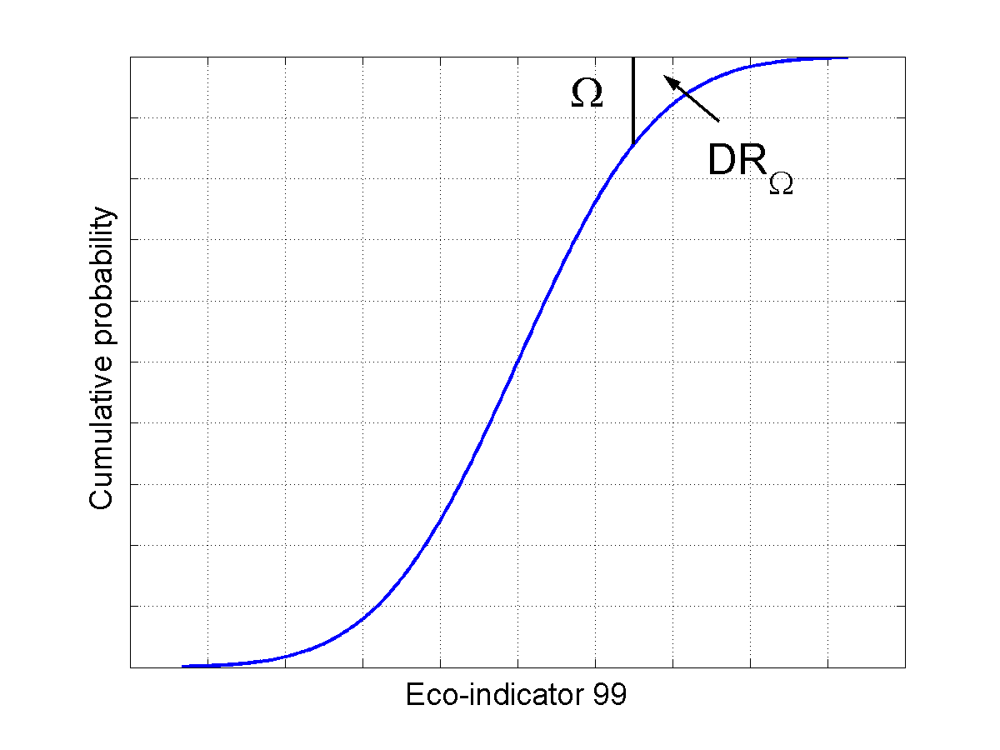 Ω
DR_Ω
Cumulative probability
Eco-indicator 99